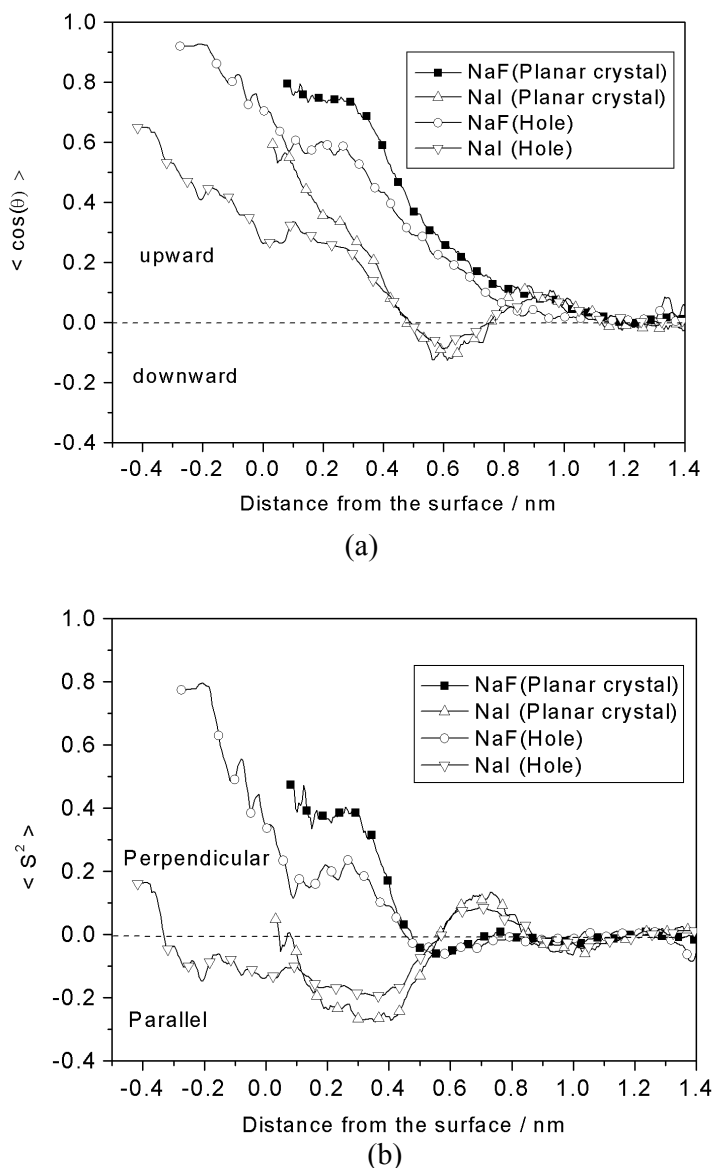 1.0
0.8
0.6
0.4
0.2
0.0
-0.2
-0.4
< cos(θ) >
NaF(Planar crystal)
NaI (Planar crystal)
NaF(Hole)
NaI (Hole)
upward
downward
-0.4 -0.2 0.0 0.2 0.4 0.6 0.8 1.0 1.2 1.4
Distance from the surface / nm
(a)
1.0
0.8
0.6
0.4
0.2
0.0
-0.2
-0.4
< S² >
NaF(Planar crystal)
NaI (Planar crystal)
NaF(Hole)
NaI (Hole)
Perpendicular
Parallel
-0.4 -0.2 0.0 0.2 0.4 0.6 0.8 1.0 1.2 1.4
Distance from the surface / nm
(b)